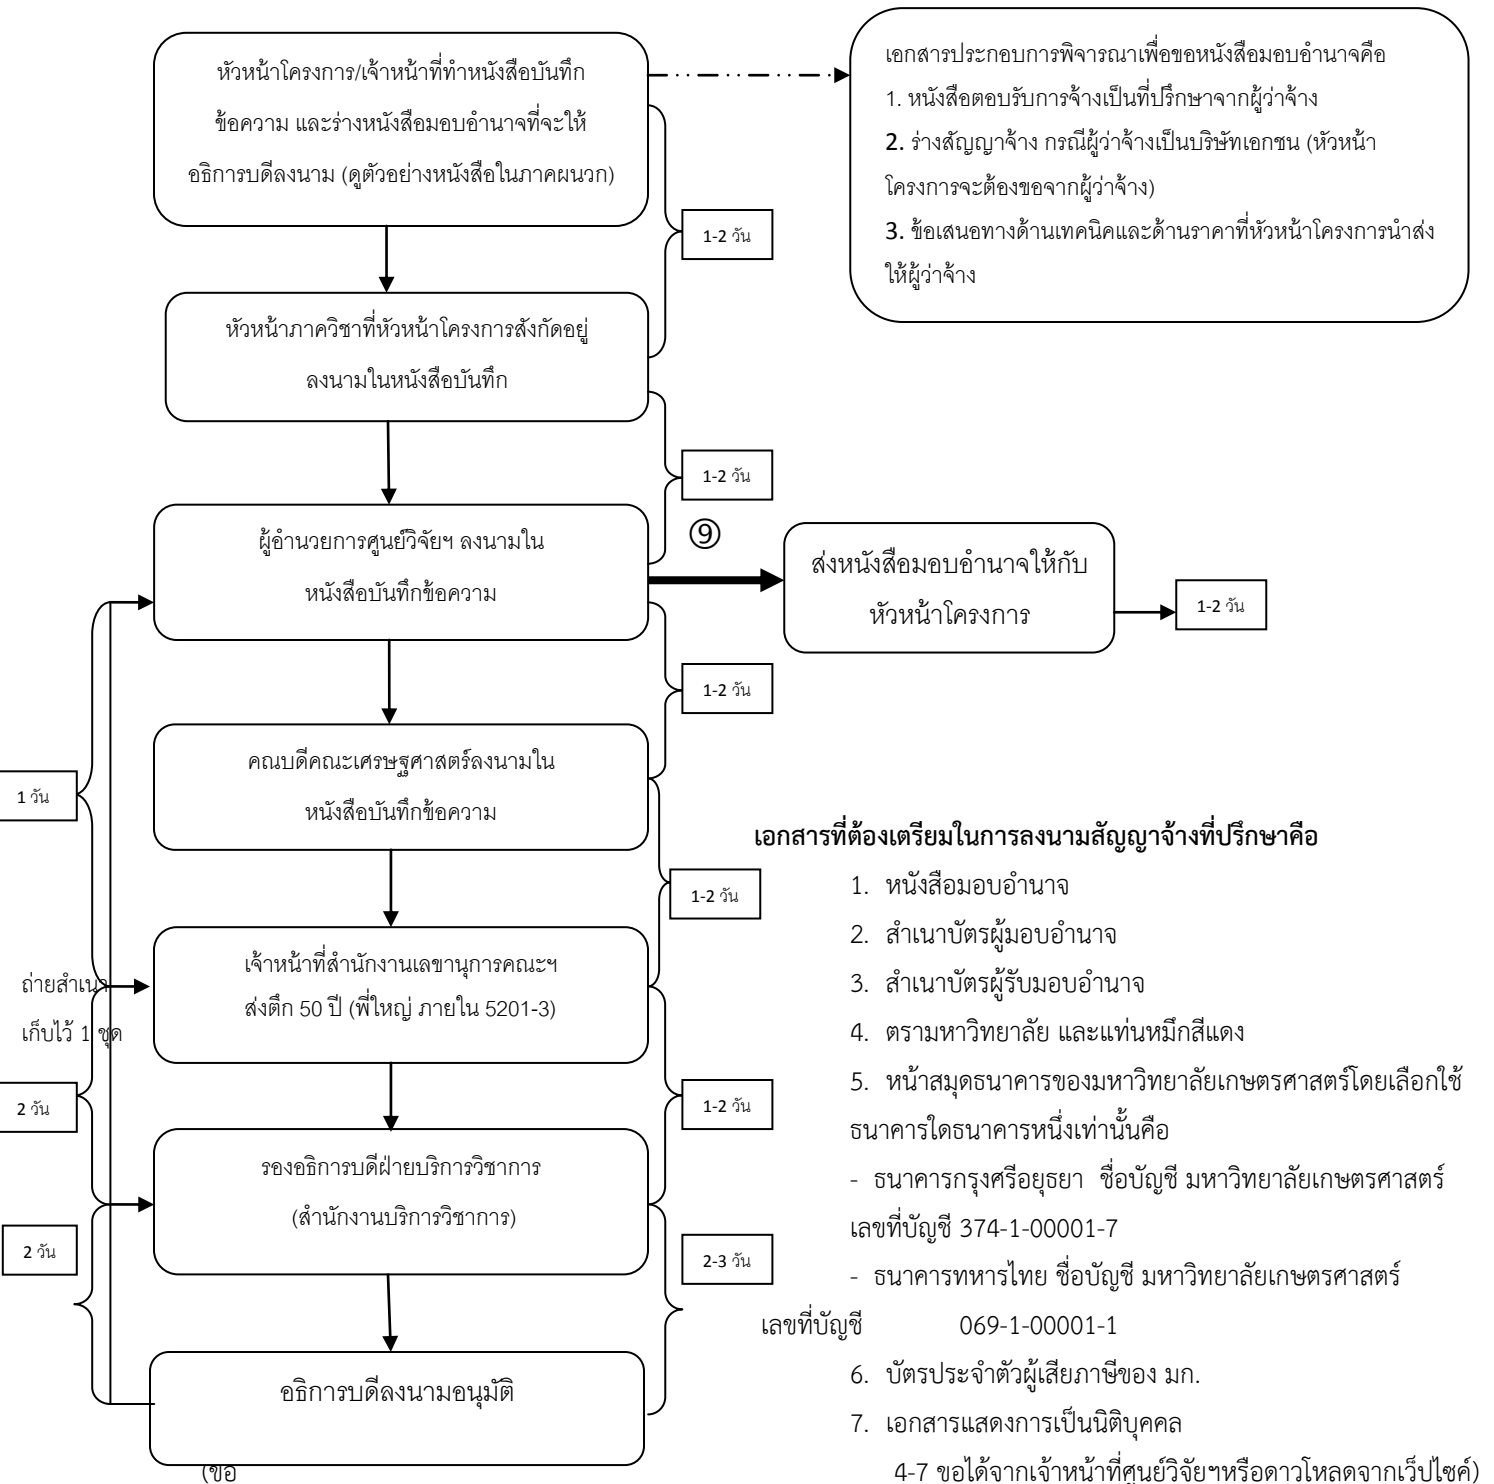 หัวหน้าโครงการ/เจ้าหน้าที่ทำหนังสือบันทึก
ข้อความ และร่างหนังสือมอบอำนาจที่จะให้
อธิการบดีลงนาม (ดูตัวอย่างหนังสือในภาคผนวก)
เอกสารประกอบการพิจารณาเพื่อขอหนังสือมอบอำนาจคือ
1. หนังสือตอบรับการจ้างเป็นที่ปรึกษาจากผู้ว่าจ้าง
2. ร่างสัญญาจ้าง กรณีผู้ว่าจ้างเป็นบริษัทเอกชน (หัวหน้า
โครงการจะต้องขอจากผู้ว่าจ้าง)
3. ข้อเสนอทางด้านเทคนิคและด้านราคาที่หัวหน้าโครงการนำส่ง
ให้ผู้ว่าจ้าง
1-2 วัน
หัวหน้าภาควิชาที่หัวหน้าโครงการสังกัดอยู่
ลงนามในหนังสือบันทึก
1-2 วัน
ผู้อำนวยการศูนย์วิจัยฯ ลงนามใน
หนังสือบันทึกข้อความ
⑨
ส่งหนังสือมอบอำนาจให้กับ
หัวหน้าโครงการ
1-2 วัน
1-2 วัน
คณบดีคณะเศรษฐศาสตร์ลงนามใน
หนังสือบันทึกข้อความ
1 วัน
1-2 วัน
เจ้าหน้าที่สำนักงานเลขานุการคณะฯ
ส่งตึก 50 ปี (พี่ใหญ่ ภายใน 5201-3)
ถ่ายสำเนา
เก็บไว้ 1 ชุด
2 วัน
1-2 วัน
รองอธิการบดีฝ่ายบริการวิชาการ
(สำนักงานบริการวิชาการ)
2 วัน
2-3 วัน
อธิการบดีลงนามอนุมัติ
เอกสารที่ต้องเตรียมในการลงนามสัญญาจ้างที่ปรึกษาคือ
1. หนังสือมอบอำนาจ
2. สำเนาบัตรผู้มอบอำนาจ
3. สำเนาบัตรผู้รับมอบอำนาจ
4. ตรามหาวิทยาลัย และแท่นหมึกสีแดง
5. หน้าสมุดธนาคารของมหาวิทยาลัยเกษตรศาสตร์โดยเลือกใช้
ธนาคารใดธนาคารหนึ่งเท่านั้นคือ
- ธนาคารกรุงศรีอยุธยา ชื่อบัญชี มหาวิทยาลัยเกษตรศาสตร์
เลขที่บัญชี 374-1-00001-7
- ธนาคารทหารไทย ชื่อบัญชี มหาวิทยาลัยเกษตรศาสตร์
เลขที่บัญชี 069-1-00001-1
6. บัตรประจำตัวผู้เสียภาษีของ มก.
7. เอกสารแสดงการเป็นนิติบุคคล
(ขอ 4-7 ขอได้จากเจ้าหน้าที่ศูนย์วิจัยฯหรือดาวโหลดจากเว็ปไซค์)